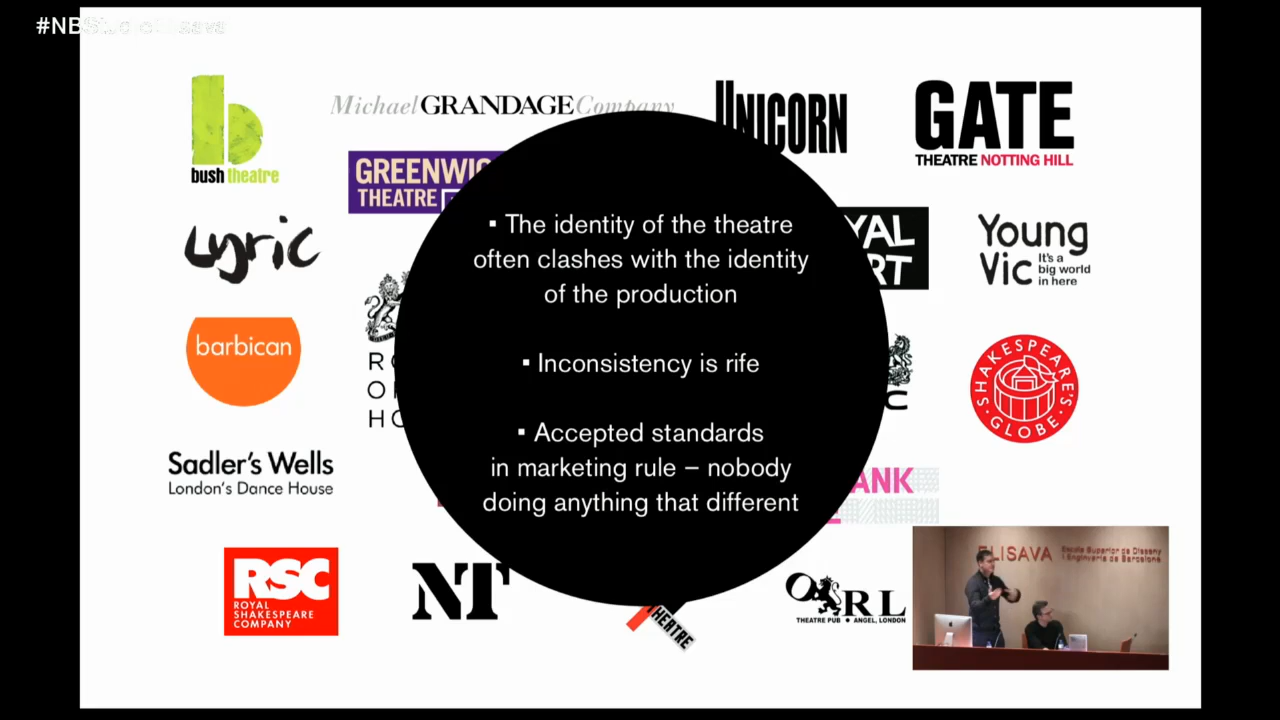 bush theatre
Michael GRANDAGE Company
UNICORN
GATE
THEATRE NOTTING HILL
GREENWIC
THEATRE
lyric
YAL
RT
Young
Vic It's a
big world
in here
▪ The identity of the theatre
often clashes with the identity
of the production
▪ Inconsistency is rife
▪ Accepted standards
in marketing rule – nobody
doing anything that different
barbican
R
O
HO
C
SHAKESPEARE'S
GLOBE
Sadler's Wells
London's Dance House
ANK
RSC
ROYAL
SHAKESPEARE
COMPANY
NT
HEATRE
O RL
THEATRE PUB • ANGEL, LONDON
ELISAVA Escola Superior de Disseny
i Enginyeria de Barcelona